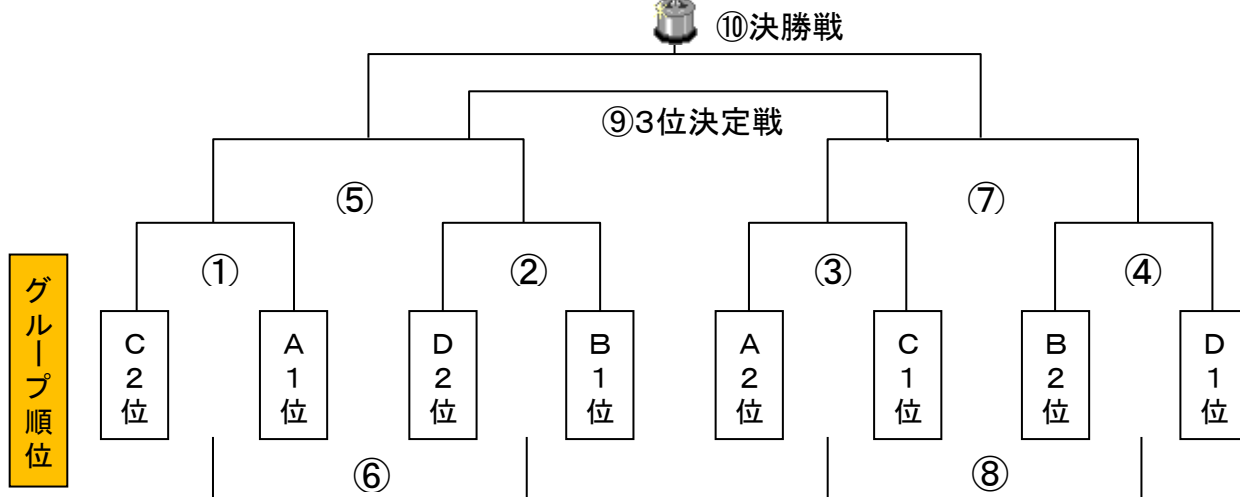 ⑩決勝戦
⑨3位決定戦
⑤
⑦
①
②
③
④
グループ順位
C2位
A1位
D2位
B1位
A2位
C1位
B2位
D1位
⑥
⑧